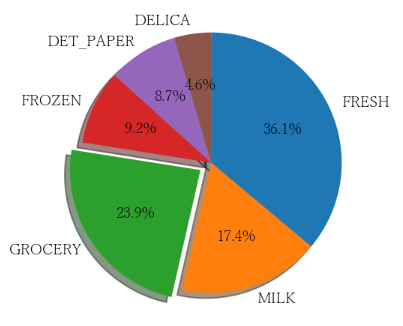 DELICA
DET_PAPER
4.6%
8.7%
FRESH
FROZEN
9.2%
36.1%
23.9%
17.4%
GROCERY
MILK